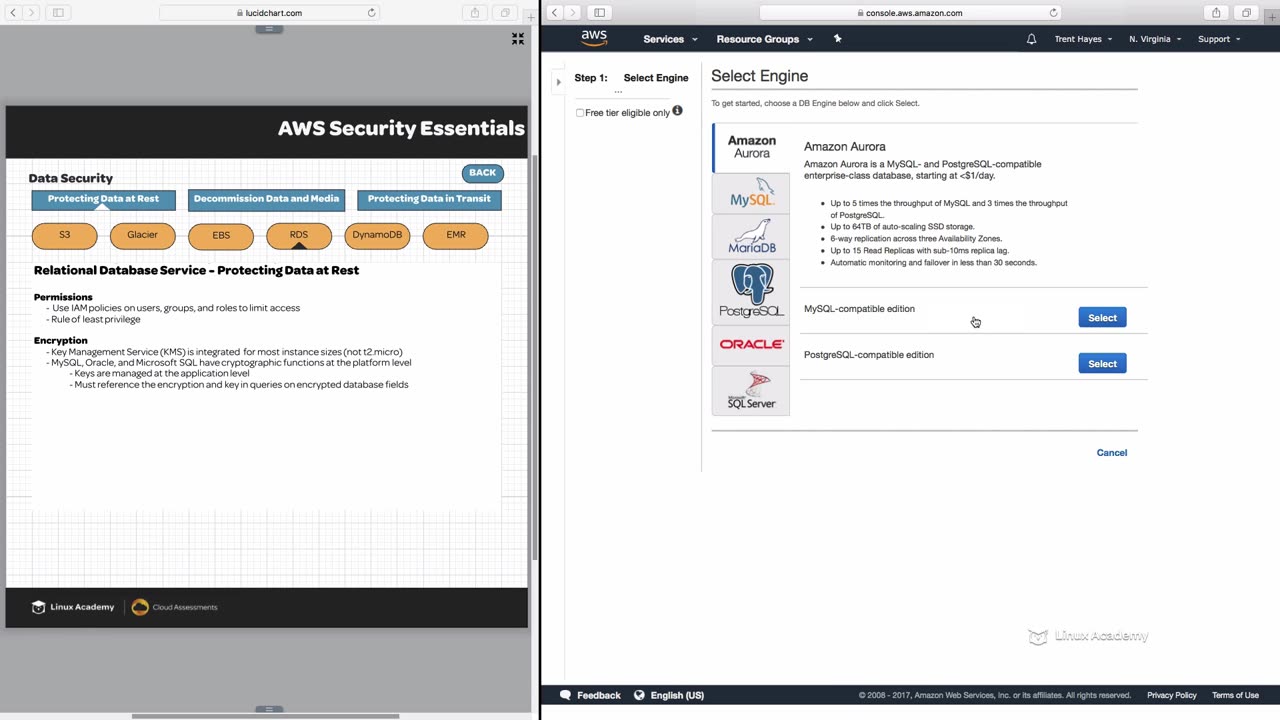 lucidchart.com
AWS Security Essentials
BACK
Data Security
Protecting Data at Rest
Decommission Data and Media
Protecting Data in Transit
S3
Glacier
EBS
RDS
DynamoDB
EMR
Relational Database Service - Protecting Data at Rest
Permissions
- Use IAM policies on users, groups, and roles to limit access
- Rule of least privilege
Encryption
- Key Management Service (KMS) is integrated for most instance sizes (not t2.micro)
- MySQL, Oracle, and Microsoft SQL have cryptographic functions at the platform level
- Keys are managed at the application level
- Must reference the encryption and key in queries on encrypted database fields
Linux Academy
Cloud Assessments
console.aws.amazon.com
aws
Services
Resource Groups
Trent Hayes
N. Virginia
Support
Step 1: Select Engine
...
Free tier eligible only
Select Engine
To get started, choose a DB Engine below and click Select.
Amazon
Aurora
MySQL
MariaDB
PostgreSQL
ORACLE
Microsoft
SQL Server
Amazon Aurora
Amazon Aurora is a MySQL- and PostgreSQL-compatible
enterprise-class database, starting at <$1/day.
• Up to 5 times the throughput of MySQL and 3 times the throughput
of PostgreSQL.
• Up to 64TB of auto-scaling SSD storage.
• 6-way replication across three Availability Zones.
• Up to 15 Read Replicas with sub-10ms replica lag.
• Automatic monitoring and failover in less than 30 seconds.
MySQL-compatible edition
Select
PostgreSQL-compatible edition
Select
Cancel
Linux Academy
Feedback
English (US)
© 2008 - 2017, Amazon Web Services, Inc. or its affiliates. All rights reserved.
Privacy Policy
Terms of Use